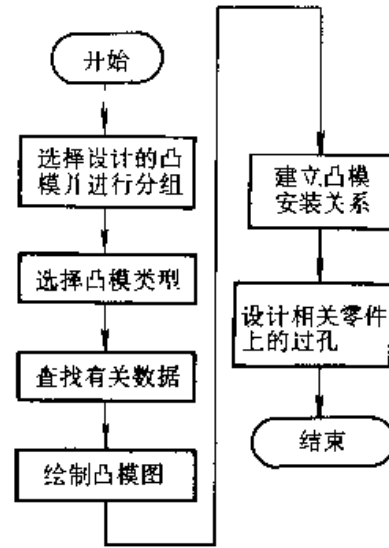 开始
选择设计的凸
模并进行分组
选择凸模类型
查找有关数据
绘制凸模图
建立凸模
安装关系
设计相关零件
上的过孔
结束